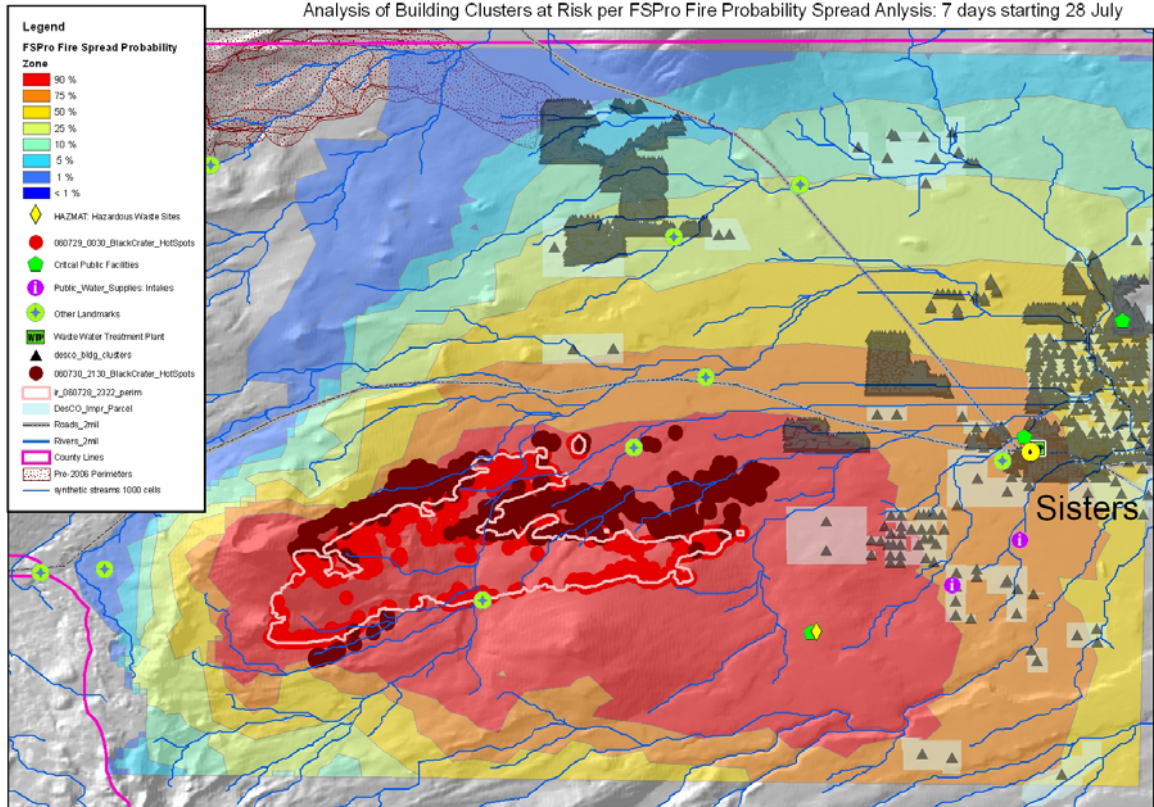 Analysis of Building Clusters at Risk per FSPro Fire Probability Spread Anlysis: 7 days starting 28 July
Legend
FSPro Fire Spread Probability
Zone
90 %
75 %
50 %
25 %
10 %
5 %
1 %
< 1 %
HAZMAT: Hazardous Waste Sites
060729_0030_BlackCrater_HotSpots
Critcal Public Facilities
i
Public_Water_Supplies: Intakes
Other Landmarks
WTP
Waste Water Treatment Plant
desco_bldg_clusters
060730_2130_BlackCrater_HotSpots
ir_060728_2322_perim
DesCO_Impr_Parcel
Roads_2mil
Rivers_2mil
County Lines
Pre-2006 Perimeters
synthetic streams 1000 cells
Sisters
i
i